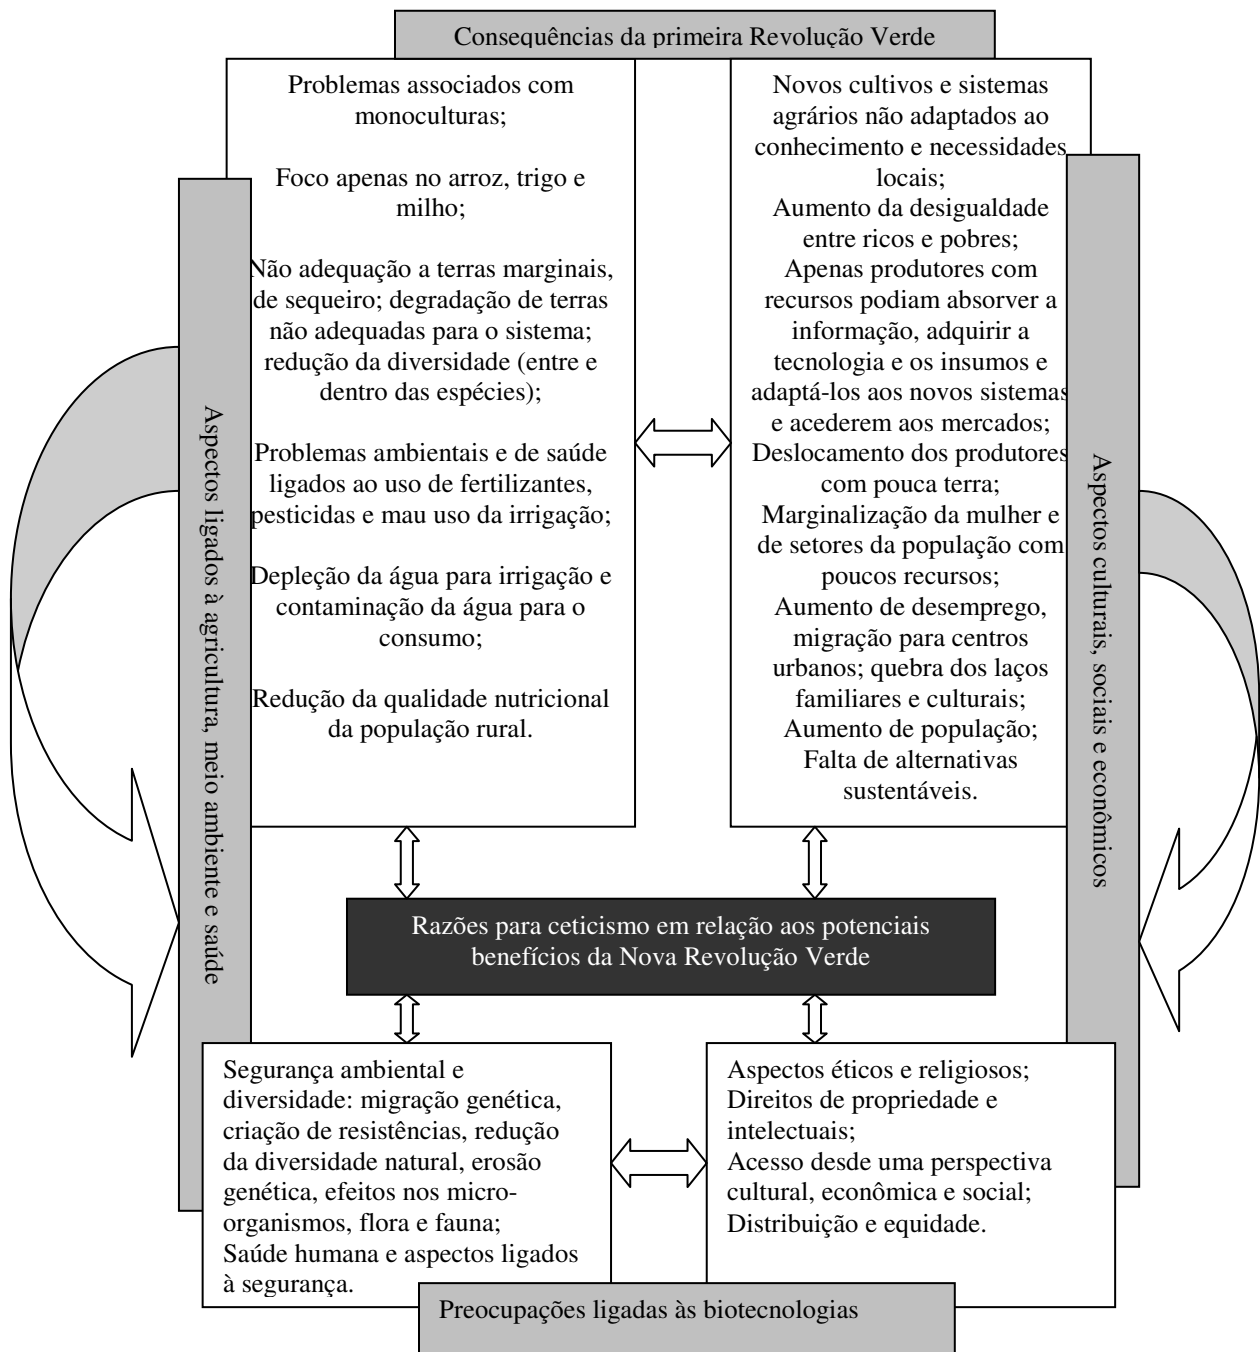 Consequências da primeira Revolução Verde
Problemas associados com
monoculturas;
Foco apenas no arroz, trigo e
milho;
Não adequação a terras marginais,
de sequeiro; degradação de terras
não adequadas para o sistema;
redução da diversidade (entre e
dentro das espécies);
Problemas ambientais e de saúde
ligados ao uso de fertilizantes,
pesticidas e mau uso da irrigação;
Depleção da água para irrigação e
contaminação da água para o
consumo;
Redução da qualidade nutricional
da população rural.
Novos cultivos e sistemas
agrários não adaptados ao
conhecimento e necessidades
locais;
Aumento da desigualdade
entre ricos e pobres;
Apenas produtores com
recursos podiam absorver a
informação, adquirir a
tecnologia e os insumos e
adaptá-los aos novos sistemas
e acederem aos mercados;
Deslocamento dos produtores
com pouca terra;
Marginalização da mulher e
de setores da população com
poucos recursos;
Aumento de desemprego,
migração para centros
urbanos; quebra dos laços
familiares e culturais;
Aumento de população;
Falta de alternativas
sustentáveis.
Aspectos ligados à agricultura, meio ambiente e saúde
Aspectos culturais, sociais e econômicos
Razões para ceticismo em relação aos potenciais
benefícios da Nova Revolução Verde
Segurança ambiental e
diversidade: migração genética,
criação de resistências, redução
da diversidade natural, erosão
genética, efeitos nos micro-
organismos, flora e fauna;
Saúde humana e aspectos ligados
à segurança.
Aspectos éticos e religiosos;
Direitos de propriedade e
intelectuais;
Acesso desde uma perspectiva
cultural, econômica e social;
Distribuição e equidade.
Preocupações ligadas às biotecnologias